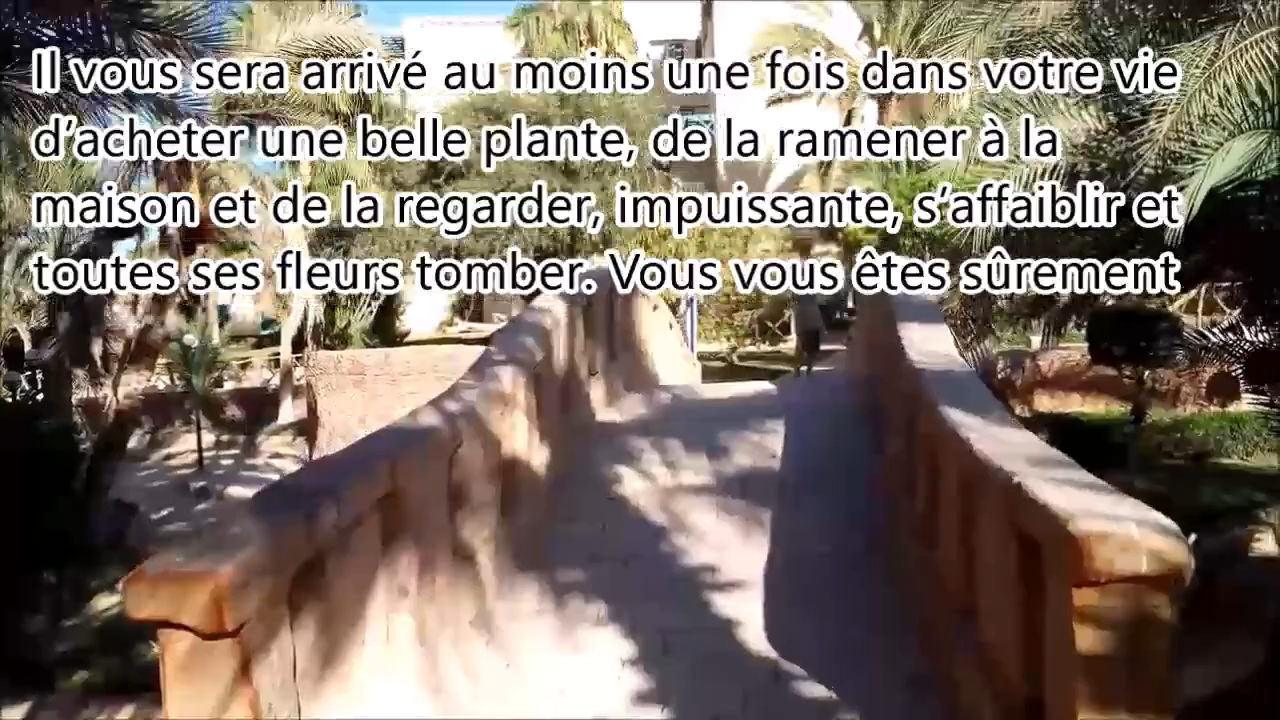 Il vous sera arrivé au moins une fois dans votre vie
d’acheter une belle plante, de la ramener à la
maison et de la regarder, impuissante, s’affaiblir et
toutes ses fleurs tomber. Vous vous êtes sûrement